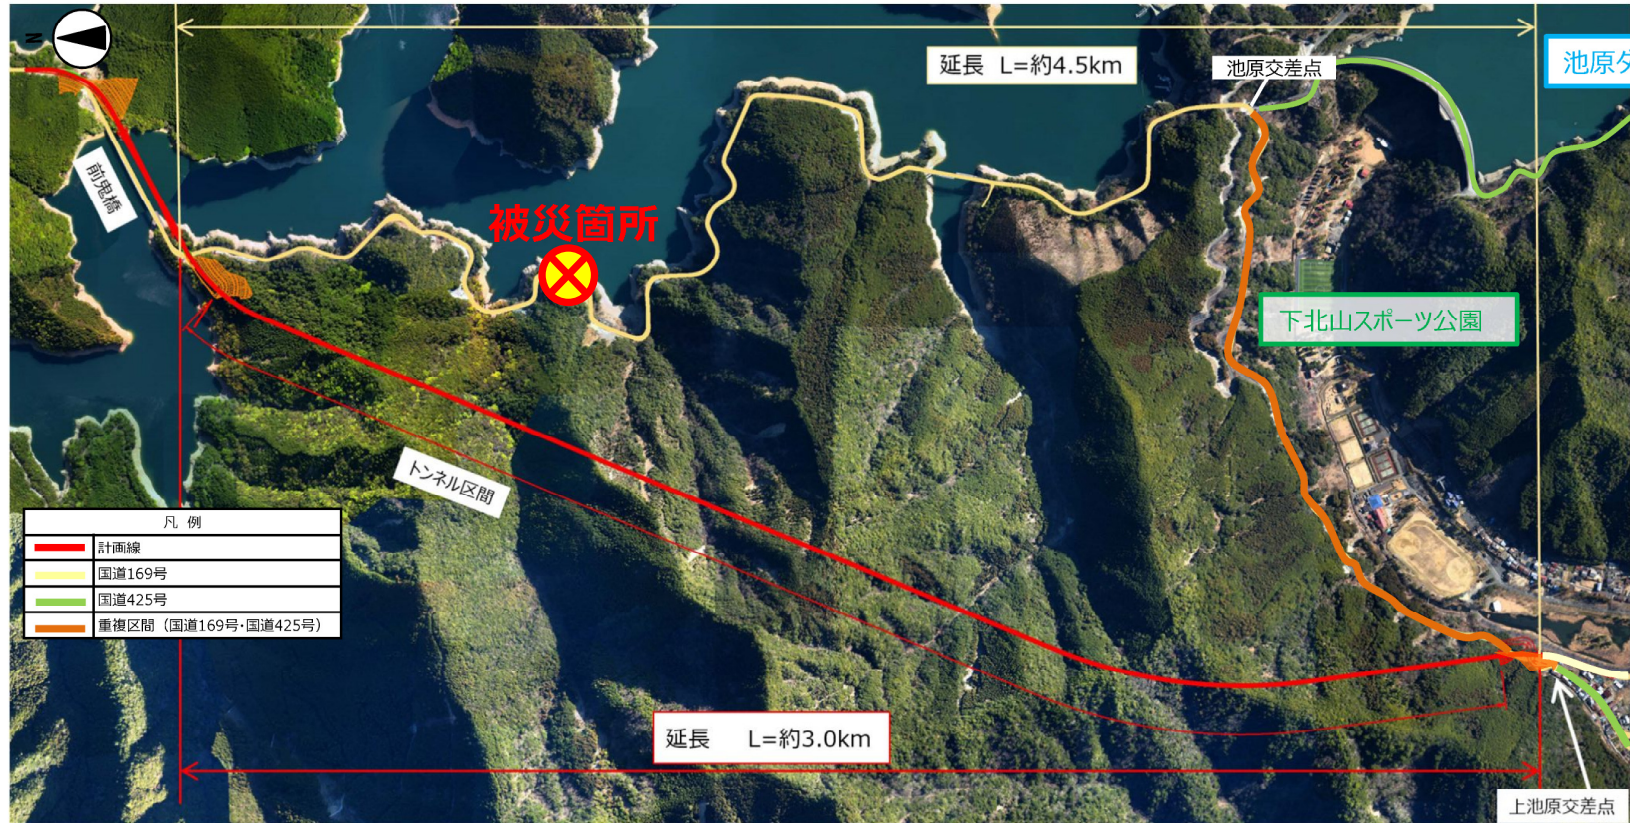 N
延長 L=約4.5km
池原交差点
池原ダ
前鬼橋
被災箇所
下北山スポーツ公園
トンネル区間
凡 例
計画線
国道169号
国道425号
重複区間（国道169号・国道425号）
延長 L=約3.0km
上池原交差点